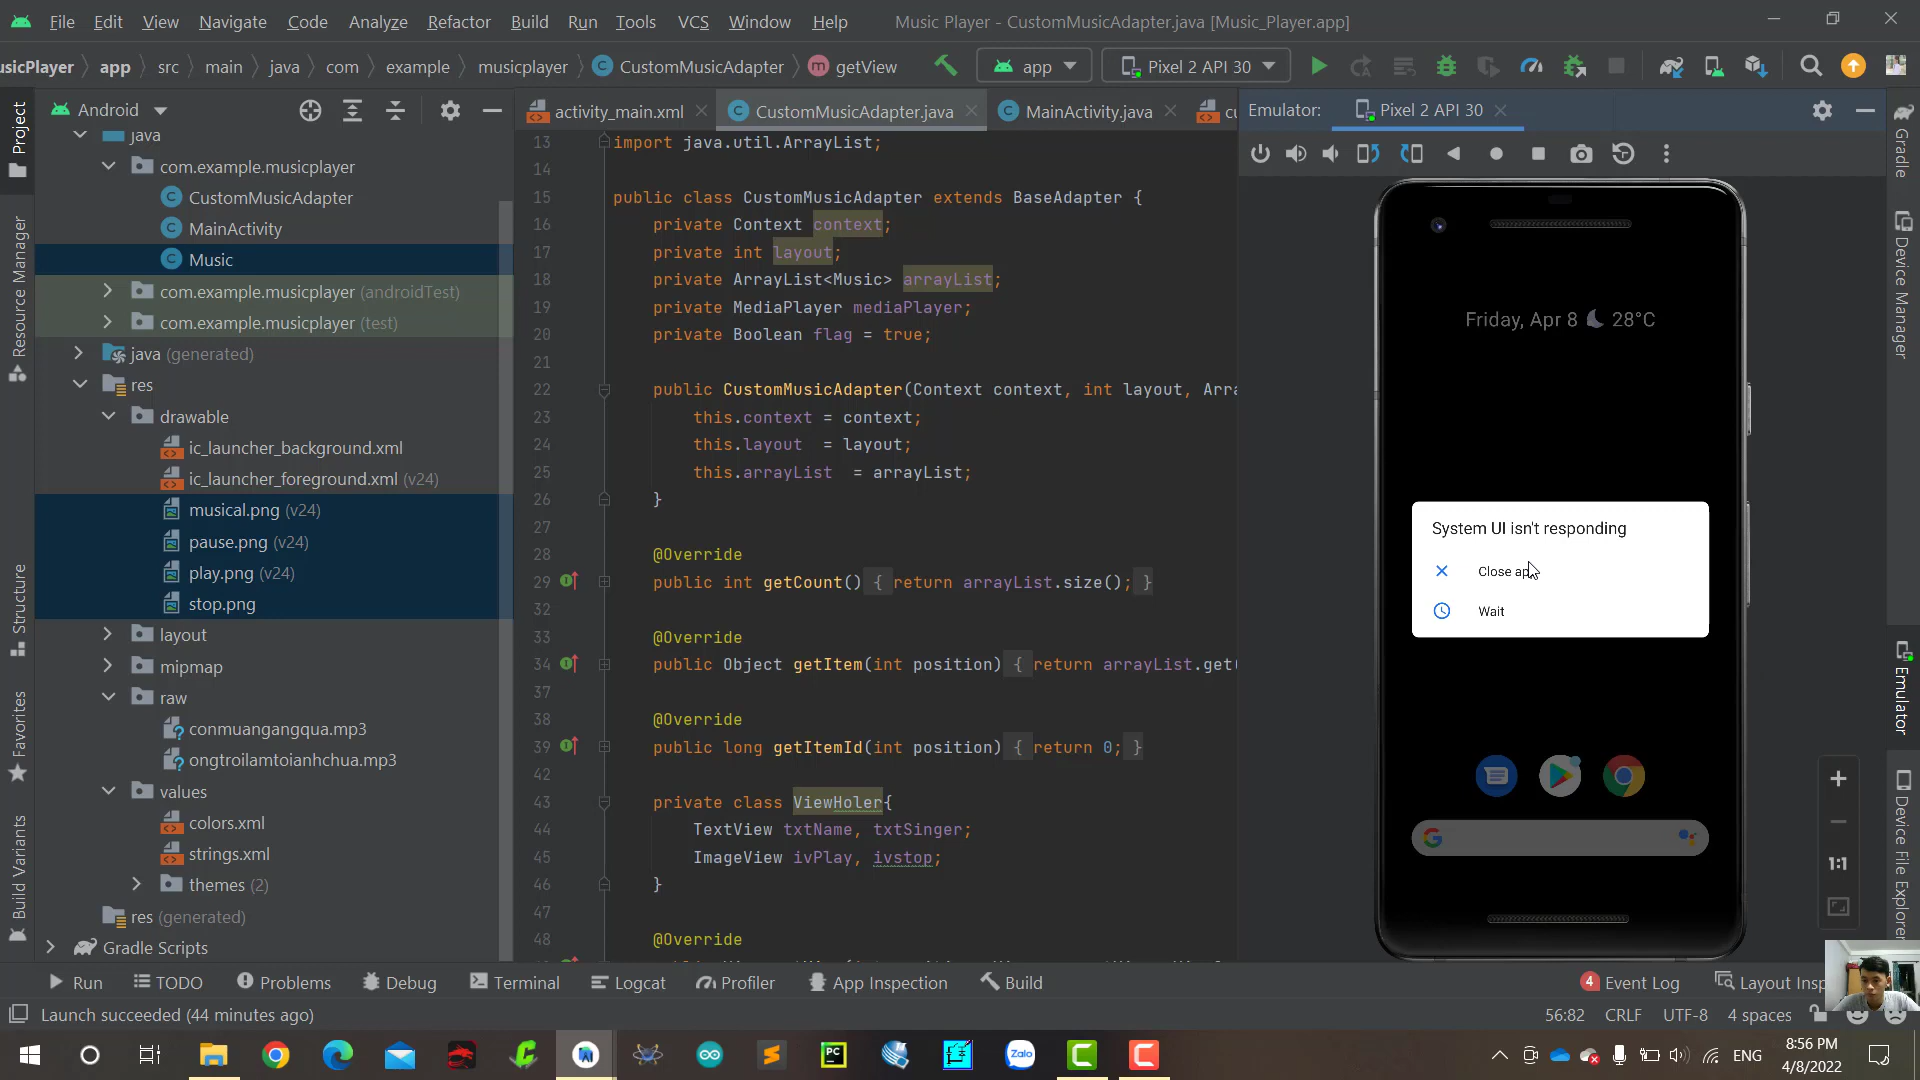 File Edit View Navigate Code Analyze Refactor Build Run Tools VCS Window Help Music Player - CustomMusicAdapter.java [Music_Player.app]
usicPlayer app src main java com example musicplayer CustomMusicAdapter getView app Pixel 2 API 30
Android
activity_main.xml CustomMusicAdapter.java MainActivity.java cu
Emulator: Pixel 2 API 30
Project
Resource Manager
Structure
Favorites
Build Variants
java
com.example.musicplayer
CustomMusicAdapter
MainActivity
Music
com.example.musicplayer (androidTest)
com.example.musicplayer (test)
java (generated)
res
drawable
ic_launcher_background.xml
ic_launcher_foreground.xml (v24)
musical.png (v24)
pause.png (v24)
play.png (v24)
stop.png
layout
mipmap
raw
conmuangangqua.mp3
ongtroilamtoianhchua.mp3
values
colors.xml
strings.xml
themes (2)
res (generated)
Gradle Scripts
13 import java.util.ArrayList;
14
15 public class CustomMusicAdapter extends BaseAdapter {
16 private Context context;
17 private int layout;
18 private ArrayList<Music> arrayList;
19 private MediaPlayer mediaPlayer;
20 private Boolean flag = true;
21
22 public CustomMusicAdapter(Context context, int layout, Arra
23 this.context = context;
24 this.layout = layout;
25 this.arrayList = arrayList;
26 }
27
28 @Override
29 public int getCount() { return arrayList.size(); }
32
33 @Override
34 public Object getItem(int position) { return arrayList.get(
37
38 @Override
39 public long getItemId(int position) { return 0; }
42
43 private class ViewHoler{
44 TextView txtName, txtSinger;
45 ImageView ivPlay, ivstop;
46 }
47
48 @Override
Friday, Apr 8 28°C
System UI isn't responding
Close ap
Wait
1:1
Gradle
Device Manager
Emulator
Device File Explorer
Run TODO Problems Debug Terminal Logcat Profiler App Inspection Build 4 Event Log Layout Insp
Launch succeeded (44 minutes ago) 56:82 CRLF UTF-8 4 spaces
PC Zalo ENG 8:56 PM
4/8/2022